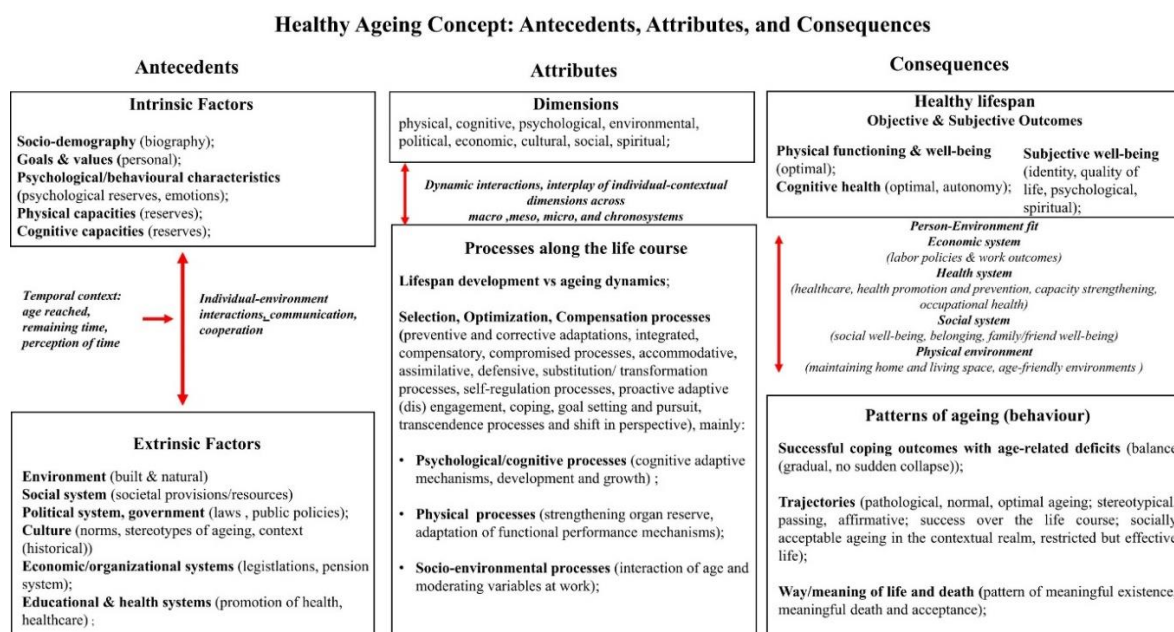 Healthy Ageing Concept: Antecedents, Attributes, and Consequences
Antecedents
Intrinsic Factors
Socio-demography (biography);
Goals & values (personal);
Psychological/behavioural characteristics
(psychological reserves, emotions);
Physical capacities (reserves);
Cognitive capacities (reserves);
Temporal context:
age reached,
remaining time,
perception of time
Individual-environment
interactions, communication,
cooperation
Extrinsic Factors
Environment (built & natural)
Social system (societal provisions/resources)
Political system, government (laws , public policies);
Culture (norms, stereotypes of ageing, context
(historical))
Economic/organizational systems (legistlations, pension
system);
Educational & health systems (promotion of health,
healthcare) ;
Attributes
Dimensions
physical, cognitive, psychological, environmental,
political, economic, cultural, social, spiritual;
Dynamic interactions, interplay of individual-contextual
dimensions across
macro ,meso, micro, and chronosystems
Processes along the life course
Lifespan development vs ageing dynamics;
Selection, Optimization, Compensation processes
(preventive and corrective adaptations, integrated,
compensatory, compromised processes, accommodative,
assimilative, defensive, substitution/ transformation
processes, self-regulation processes, proactive adaptive
(dis) engagement, coping, goal setting and pursuit,
transcendence processes and shift in perspective), mainly:
• Psychological/cognitive processes (cognitive adaptive
mechanisms, development and growth) ;
• Physical processes (strengthening organ reserve,
adaptation of functional performance mechanisms);
• Socio-environmental processes (interaction of age and
moderating variables at work);
Consequences
Healthy lifespan
Objective & Subjective Outcomes
Physical functioning & well-being
(optimal);
Cognitive health (optimal, autonomy);
Subjective well-being
(identity, quality of
life, psychological,
spiritual);
Person-Environment fit
Economic system
(labor policies & work outcomes)
Health system
(healthcare, health promotion and prevention, capacity strengthening,
occupational health)
Social system
(social well-being, belonging, family/friend well-being)
Physical environment
(maintaining home and living space, age-friendly environments )
Patterns of ageing (behaviour)
Successful coping outcomes with age-related deficits (balance
(gradual, no sudden collapse));
Trajectories (pathological, normal, optimal ageing; stereotypical,
passing, affirmative; success over the life course; socially
acceptable ageing in the contextual realm, restricted but effective
life);
Way/meaning of life and death (pattern of meaningful existence,
meaningful death and acceptance);